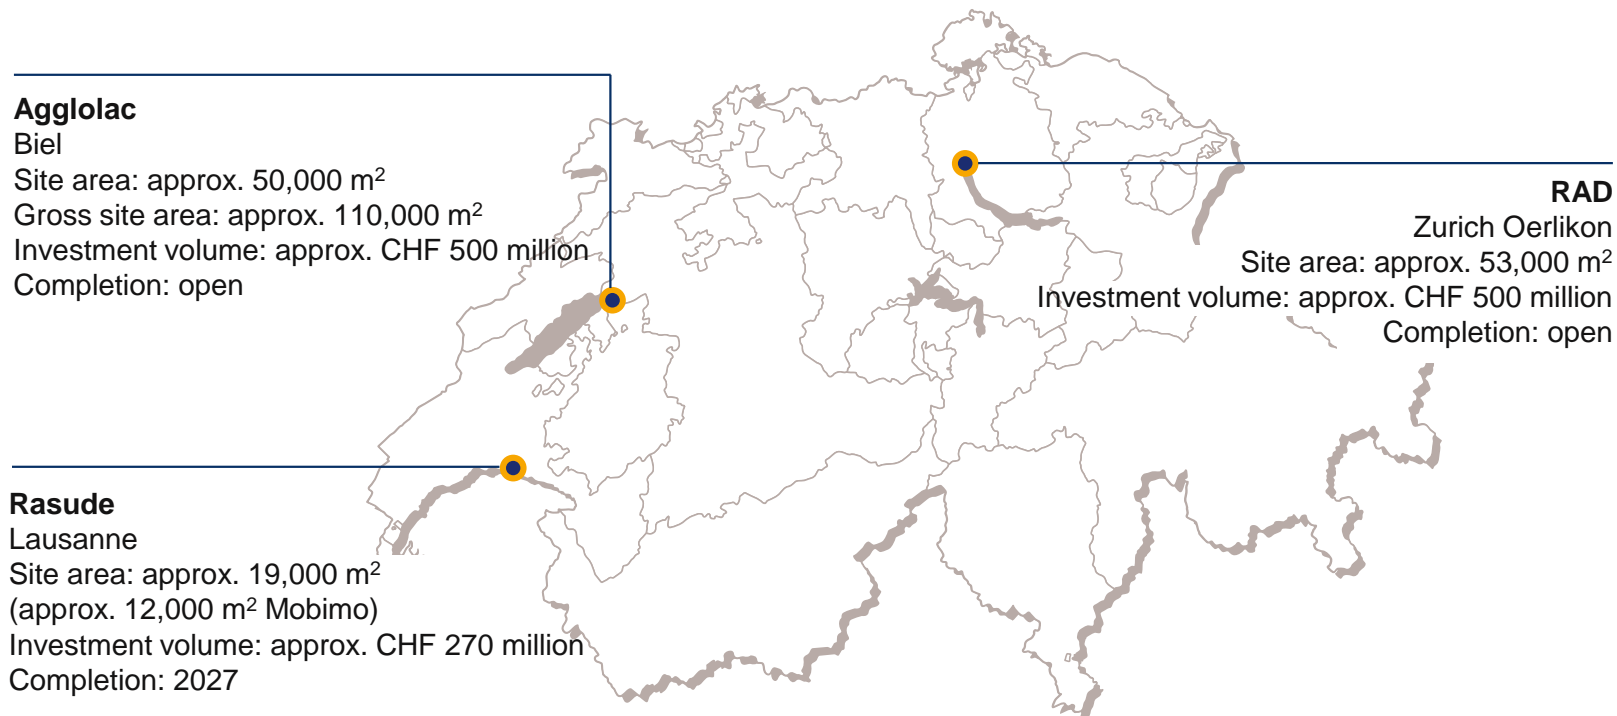 Agglolac
Biel
Site area: approx. 50,000 m²
Gross site area: approx. 110,000 m²
Investment volume: approx. CHF 500 million
Completion: open
RAD
Zurich Oerlikon
Site area: approx. 53,000 m²
Investment volume: approx. CHF 500 million
Completion: open
Rasude
Lausanne
Site area: approx. 19,000 m²
(approx. 12,000 m² Mobimo)
Investment volume: approx. CHF 270 million
Completion: 2027